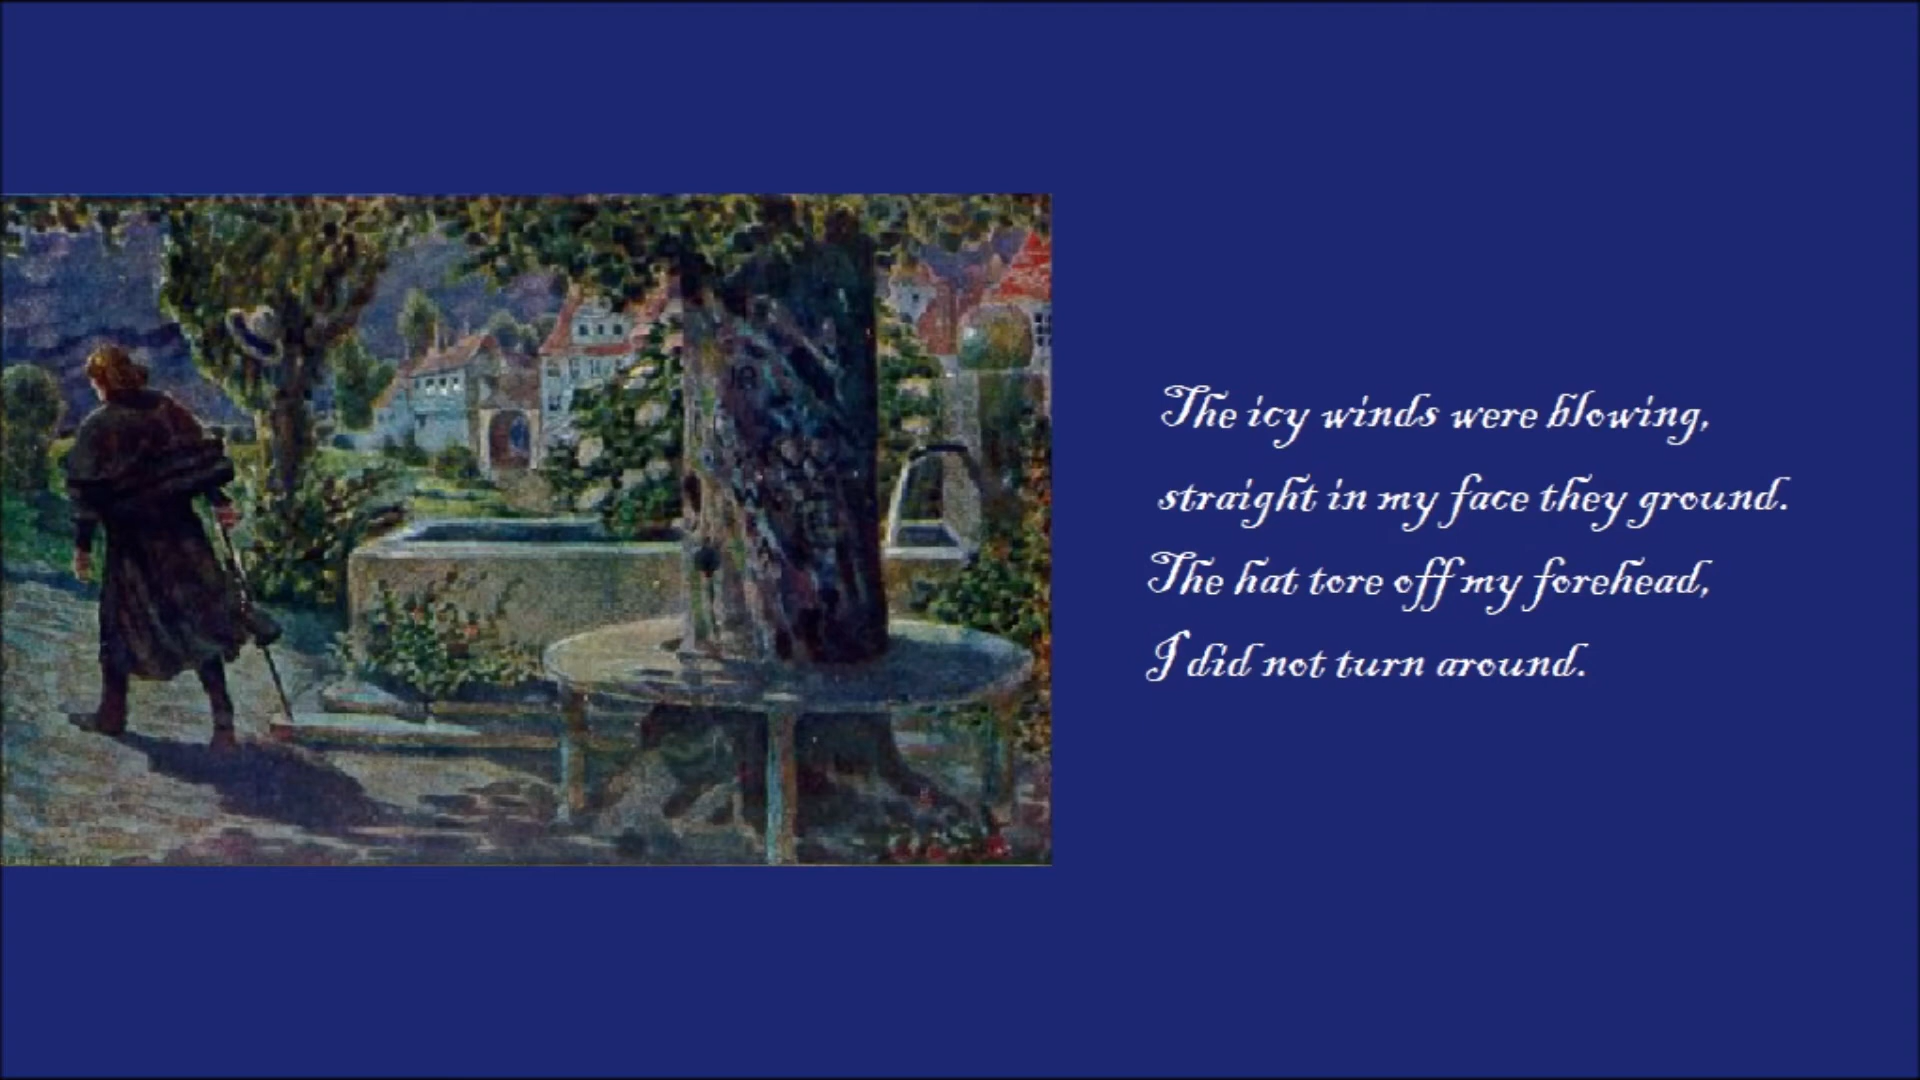 The icy winds were blowing,
straight in my face they ground.
The hat tore off my forehead,
I did not turn around.